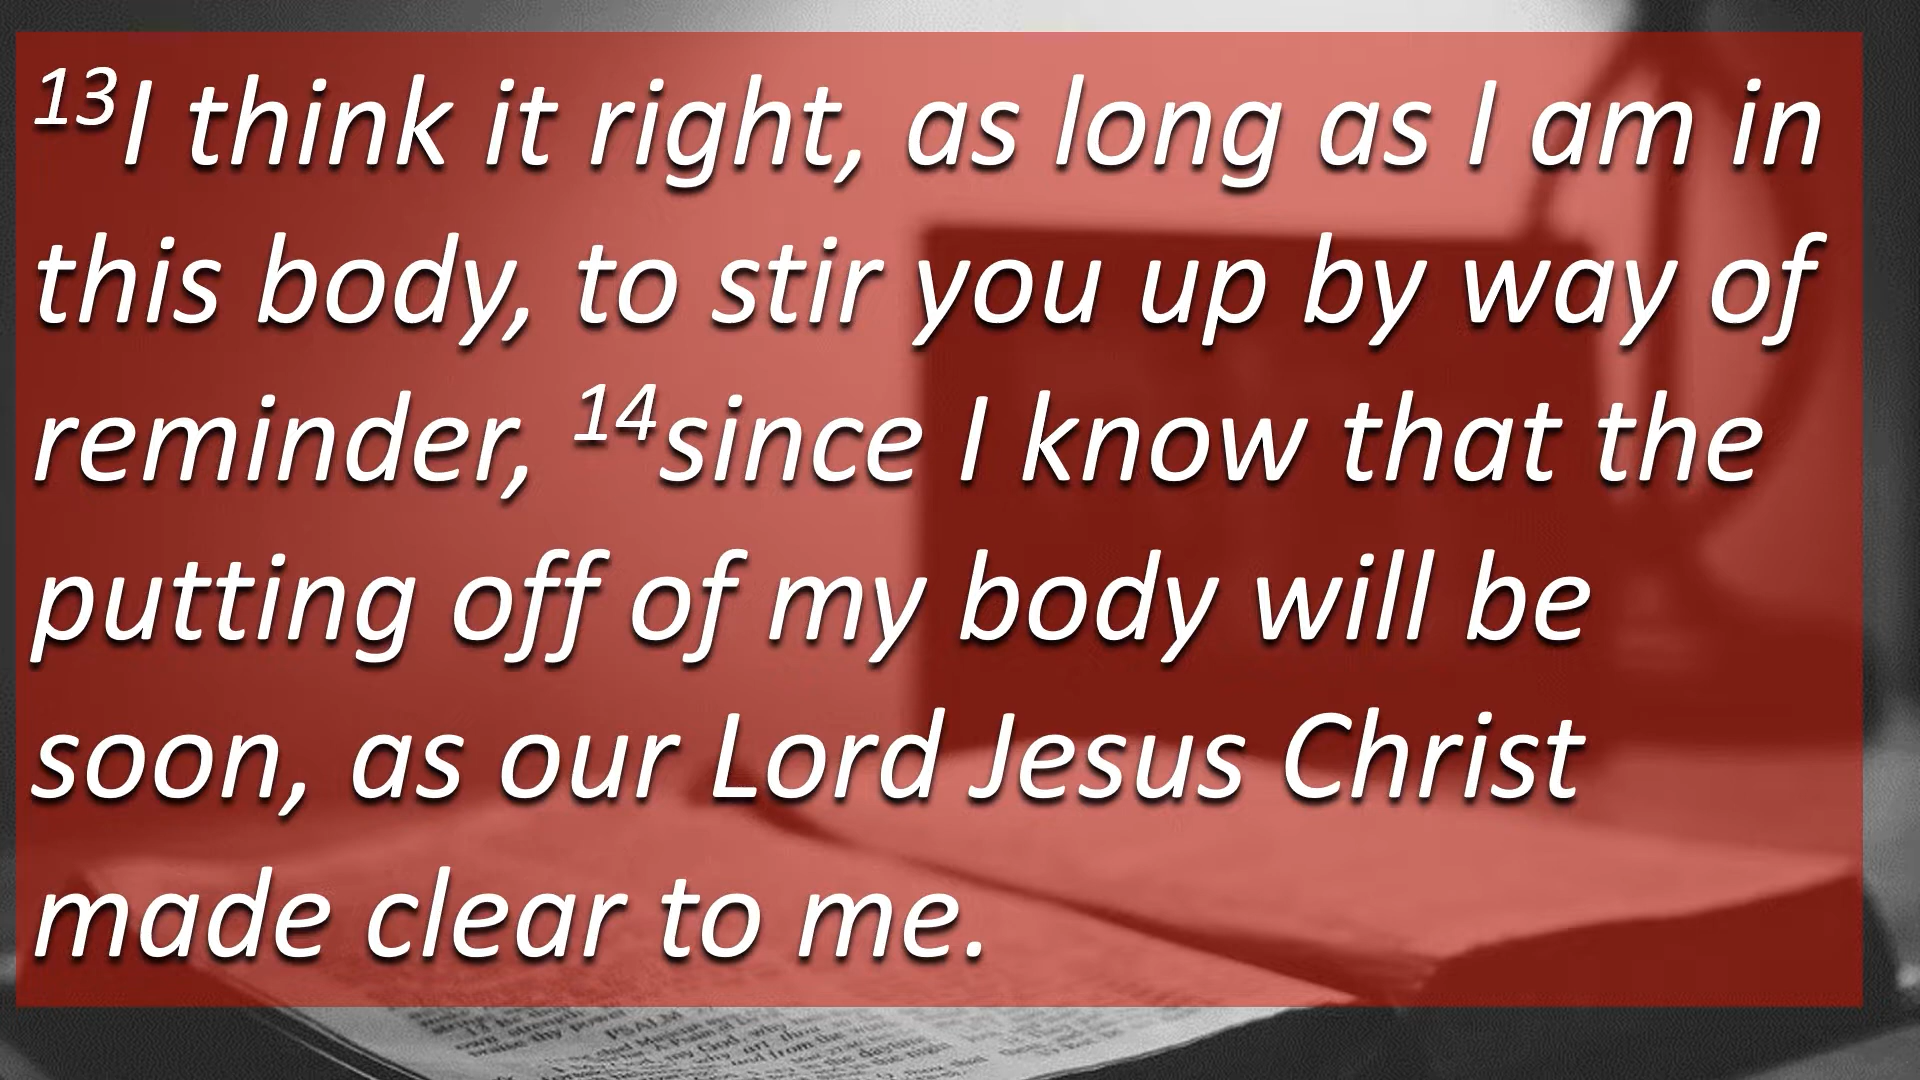 13I think it right, as long as I am in
this body, to stir you up by way of
reminder, 14since I know that the
putting off of my body will be
soon, as our Lord Jesus Christ
made clear to me.
PSALM